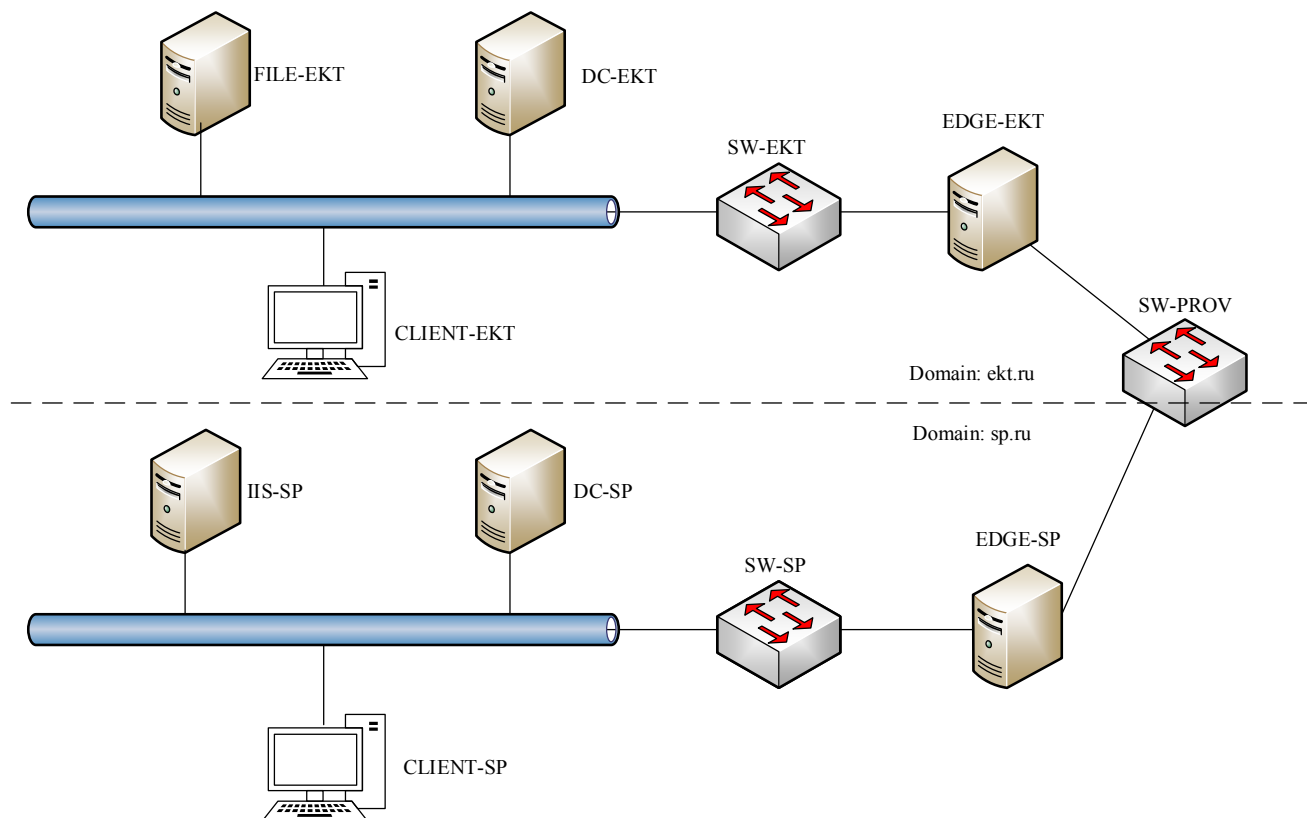 FILE-EKT
DC-EKT
EDGE-EKT
SW-EKT
SW-PROV
CLIENT-EKT
Domain: ekt.ru
Domain: sp.ru
IIS-SP
DC-SP
EDGE-SP
SW-SP
CLIENT-SP